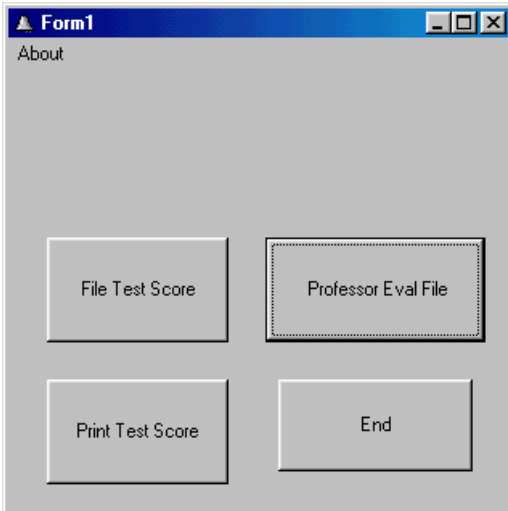 Form1
About
File Test Score
Professor Eval File
Print Test Score
End